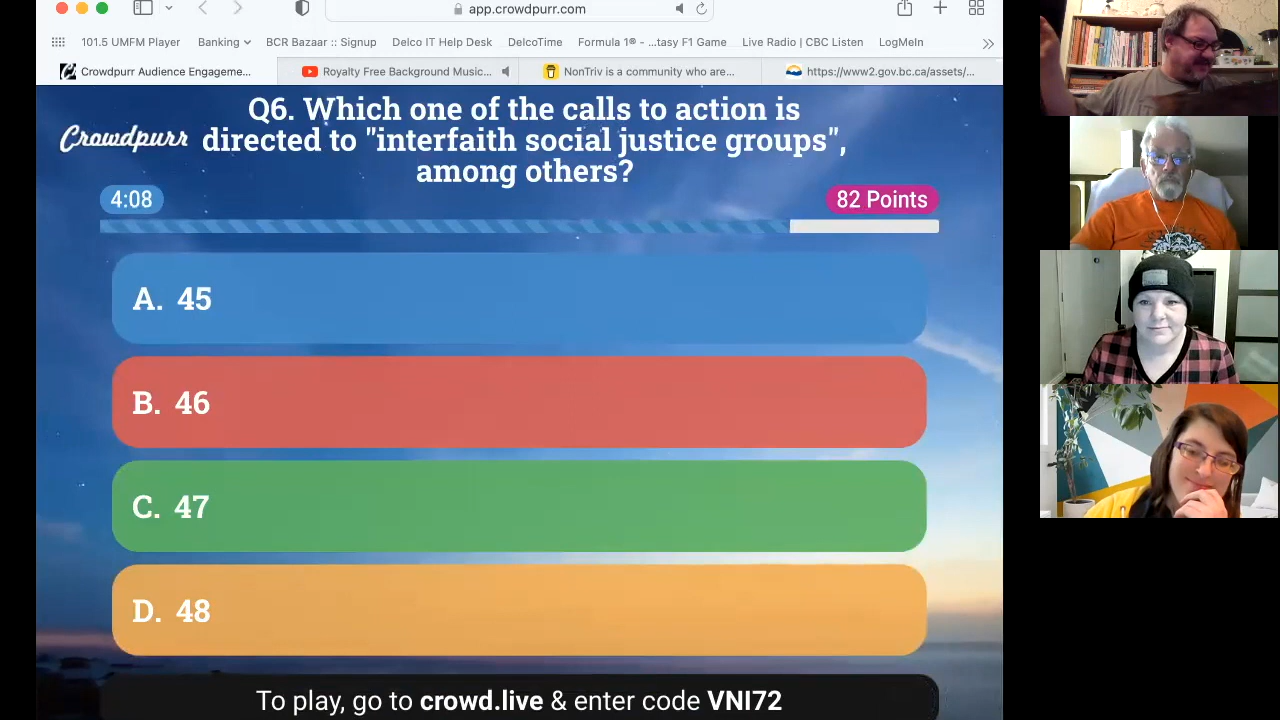 app.crowdpurr.com
101.5 UMFM Player Banking BCR Bazaar :: Signup Delco IT Help Desk DelcoTime Formula 1® - ...tasy F1 Game Live Radio | CBC Listen LogMeIn
Crowdpurr Audience Engageme... Royalty Free Background Music... NonTriv is a community who are... https://www2.gov.bc.ca/assets/...
Crowdpurr
Q6. Which one of the calls to action is
directed to "interfaith social justice groups",
among others?
4:08 82 Points
A. 45
B. 46
C. 47
D. 48
To play, go to crowd.live & enter code VNI72